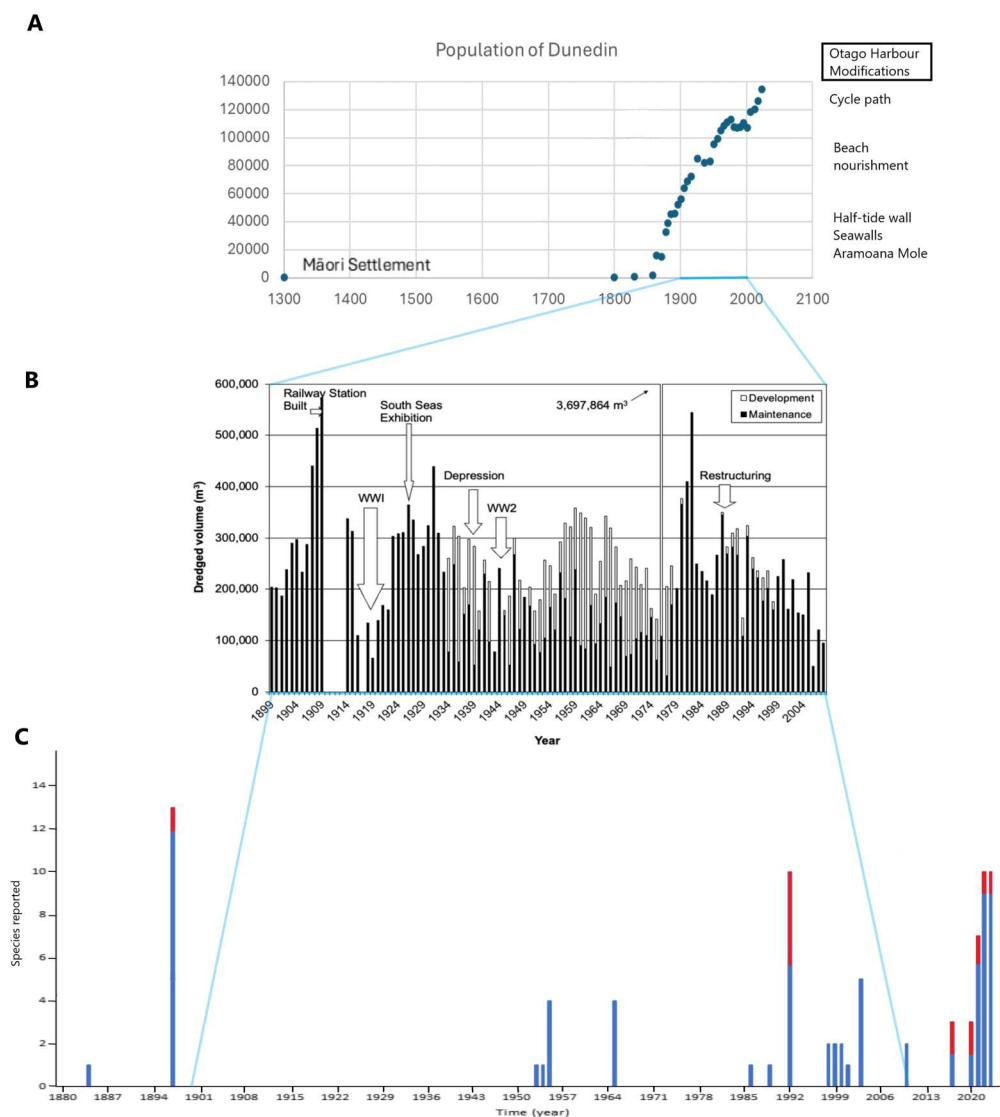 A
Population of Dunedin
Otago Harbour
Modifications
140000
120000
100000
80000
60000
40000
20000
0
Māori Settlement
1300 1400 1500 1600 1700 1800 1900 2000 2100
Cycle path
Beach
nourishment
Half-tide wall
Seawalls
Aramoana Mole
B
600,000
500,000
400,000
300,000
200,000
100,000
0
Dredged volume (m³)
Railway Station
Built
South Seas
Exhibition
WWI
Depression
WW2
3,697,864 m³
Development
Maintenance
Restructuring
1899 1904 1909 1914 1919 1924 1929 1934 1939 1944 1949 1954 1959 1964 1969 1974 1979 1984 1989 1994 1999 2004
Year
C
14
12
10
8
6
4
2
0
Species reported
1880 1887 1894 1901 1908 1915 1922 1929 1936 1943 1950 1957 1964 1971 1978 1985 1992 1999 2006 2013 2020
Time (year)